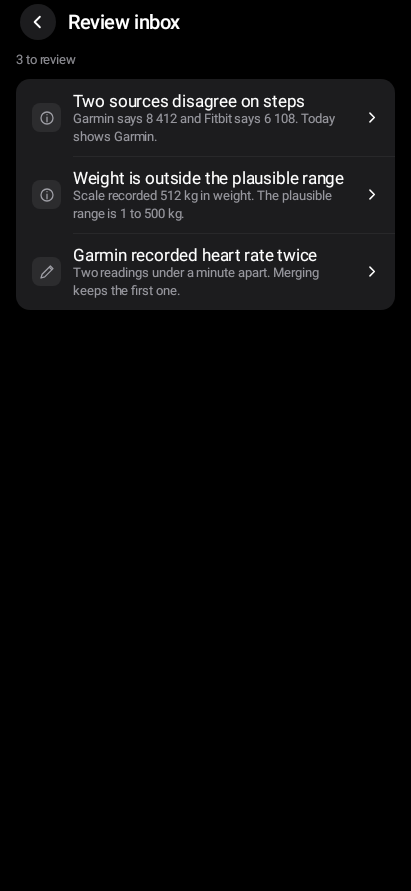 Review inbox
3 to review
Two sources disagree on steps
Garmin says 8 412 and Fitbit says 6 108. Today
shows Garmin.
Weight is outside the plausible range
Scale recorded 512 kg in weight. The plausible
range is 1 to 500 kg.
Garmin recorded heart rate twice
Two readings under a minute apart. Merging
keeps the first one.